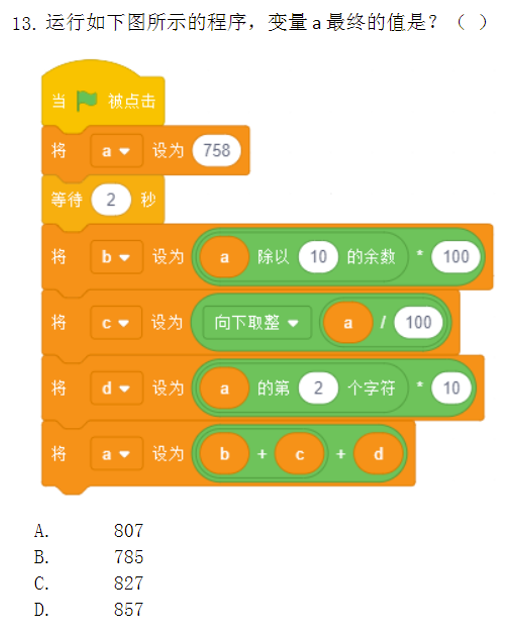 13. 运行如下图所示的程序，变量a最终的值是？（ ）
当 被点击
将 a 设为 758
等待 2 秒
将 b 设为 a 除以 10 的余数 * 100
将 c 设为 向下取整 a / 100
将 d 设为 a 的第 2 个字符 * 10
将 a 设为 b + c + d
A. 807
B. 785
C. 827
D. 857